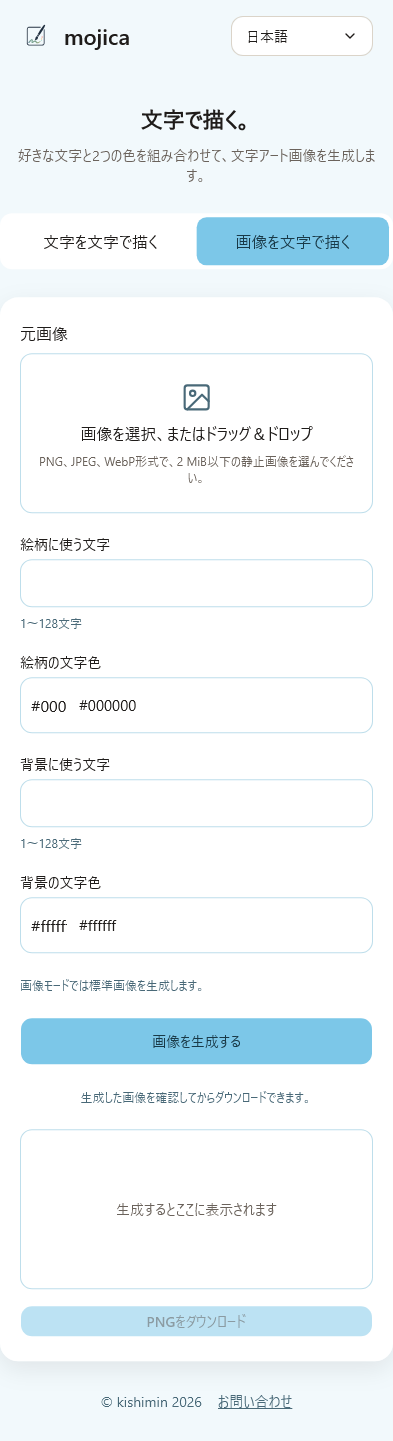 mojica
日本語
文字で描く。
好きな文字と2つの色を組み合わせて、文字アート画像を生成しま
す。
文字を文字で描く
画像を文字で描く
元画像
画像を選択、またはドラッグ＆ドロップ
PNG、JPEG、WebP形式で、2 MiB以下の静止画像を選んでくださ
い。
絵柄に使う文字
1〜128文字
絵柄の文字色
#000 #000000
背景に使う文字
1〜128文字
背景の文字色
#fffff #ffffff
画像モードでは標準画像を生成します。
画像を生成する
生成した画像を確認してからダウンロードできます。
生成するとここに表示されます
PNGをダウンロード
© kishimin 2026 お問い合わせ